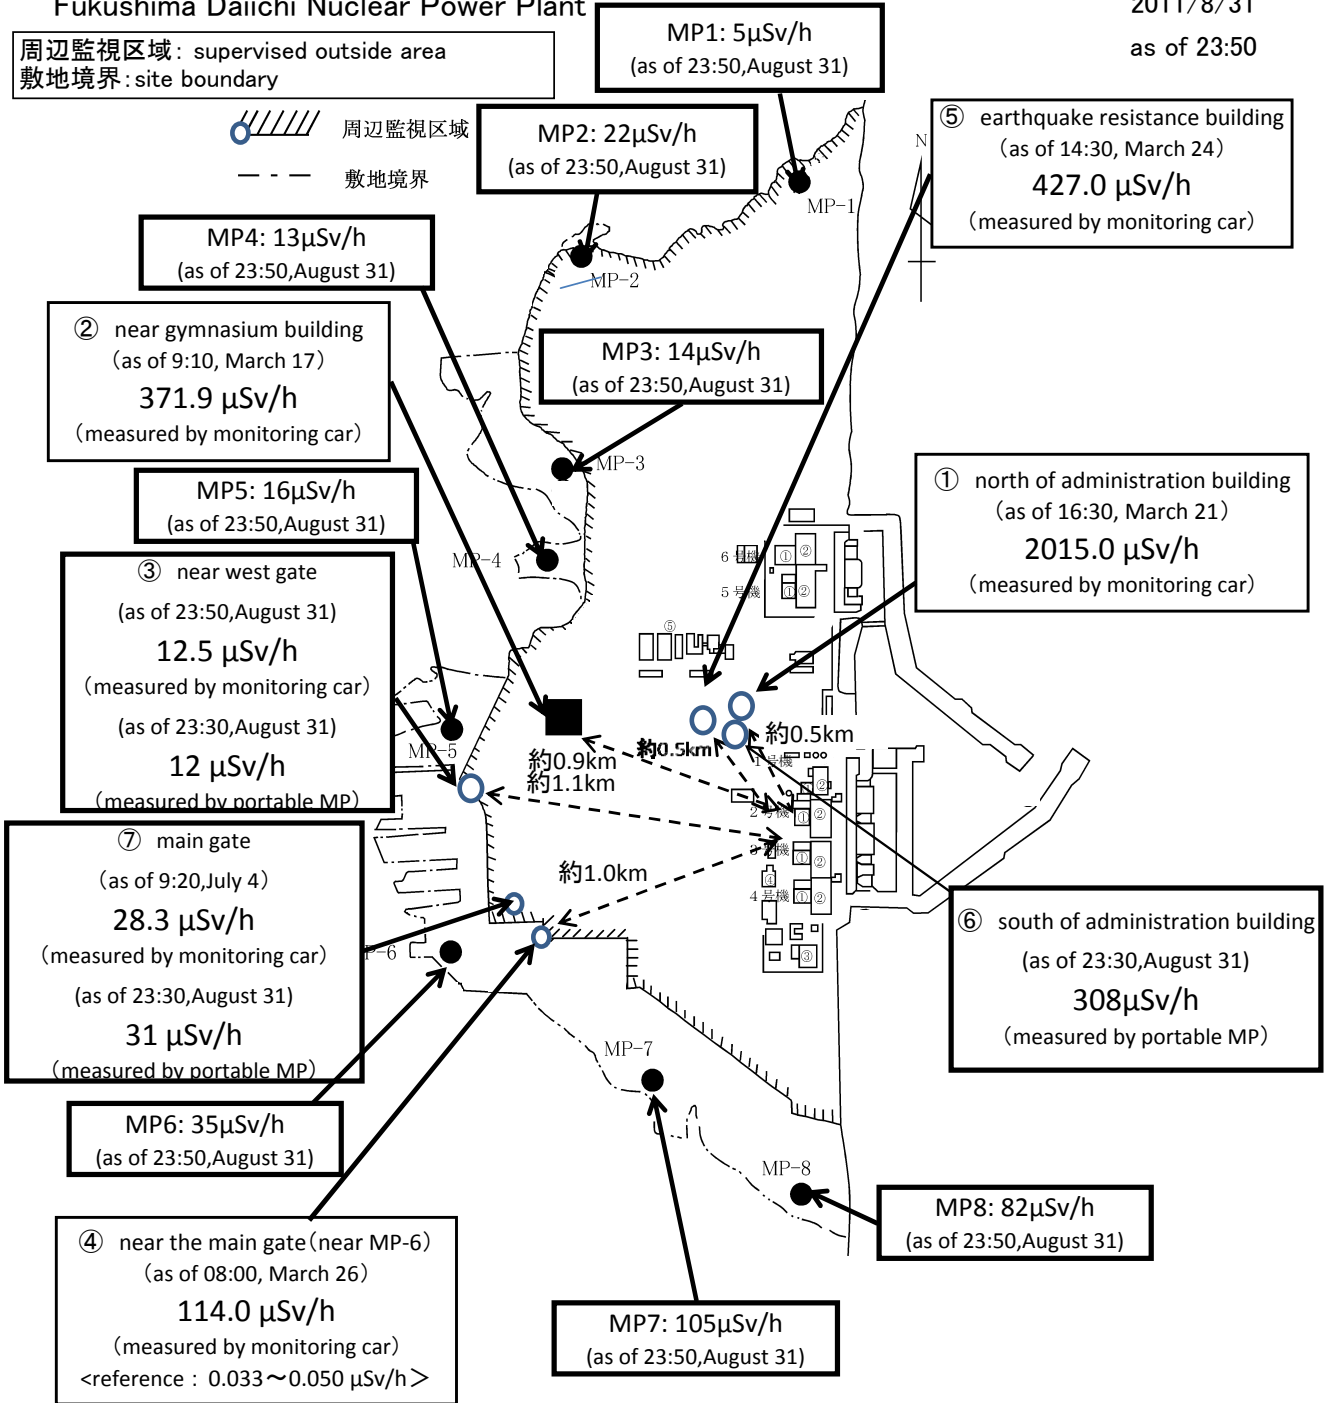 Fukushima Daiichi Nuclear Power Plant
2011/8/31
as of 23:50
周辺監視区域: supervised outside area
敷地境界:site boundary
周辺監視区域
敷地境界
MP1: 5μSv/h
(as of 23:50,August 31)
MP2: 22μSv/h
(as of 23:50,August 31)
⑤ earthquake resistance building
(as of 14:30, March 24)
427.0 μSv/h
(measured by monitoring car)
N
MP-1
MP4: 13μSv/h
(as of 23:50,August 31)
MP-2
② near gymnasium building
(as of 9:10, March 17)
371.9 μSv/h
(measured by monitoring car)
MP3: 14μSv/h
(as of 23:50,August 31)
MP-3
MP5: 16μSv/h
(as of 23:50,August 31)
① north of administration building
(as of 16:30, March 21)
2015.0 μSv/h
(measured by monitoring car)
MP-4
6号機 ① ②
5号機 ① ②
③ near west gate
(as of 23:50,August 31)
12.5 μSv/h
(measured by monitoring car)
(as of 23:30,August 31)
12 μSv/h
(measured by portable MP)
⑤
MP-5
約0.9km
約1.1km
約0.5km
約0.5km
1号機 ① ②
2号機 ① ②
3号機 ① ②
4号機 ① ②
④
③
約1.0km
⑦ main gate
(as of 9:20,July 4)
28.3 μSv/h
(measured by monitoring car)
(as of 23:30,August 31)
31 μSv/h
(measured by portable MP)
P-6
⑥ south of administration building
(as of 23:30,August 31)
308μSv/h
(measured by portable MP)
MP-7
MP6: 35μSv/h
(as of 23:50,August 31)
MP-8
MP8: 82μSv/h
(as of 23:50,August 31)
④ near the main gate(near MP-6)
(as of 08:00, March 26)
114.0 μSv/h
(measured by monitoring car)
<reference : 0.033～0.050 μSv/h＞
MP7: 105μSv/h
(as of 23:50,August 31)